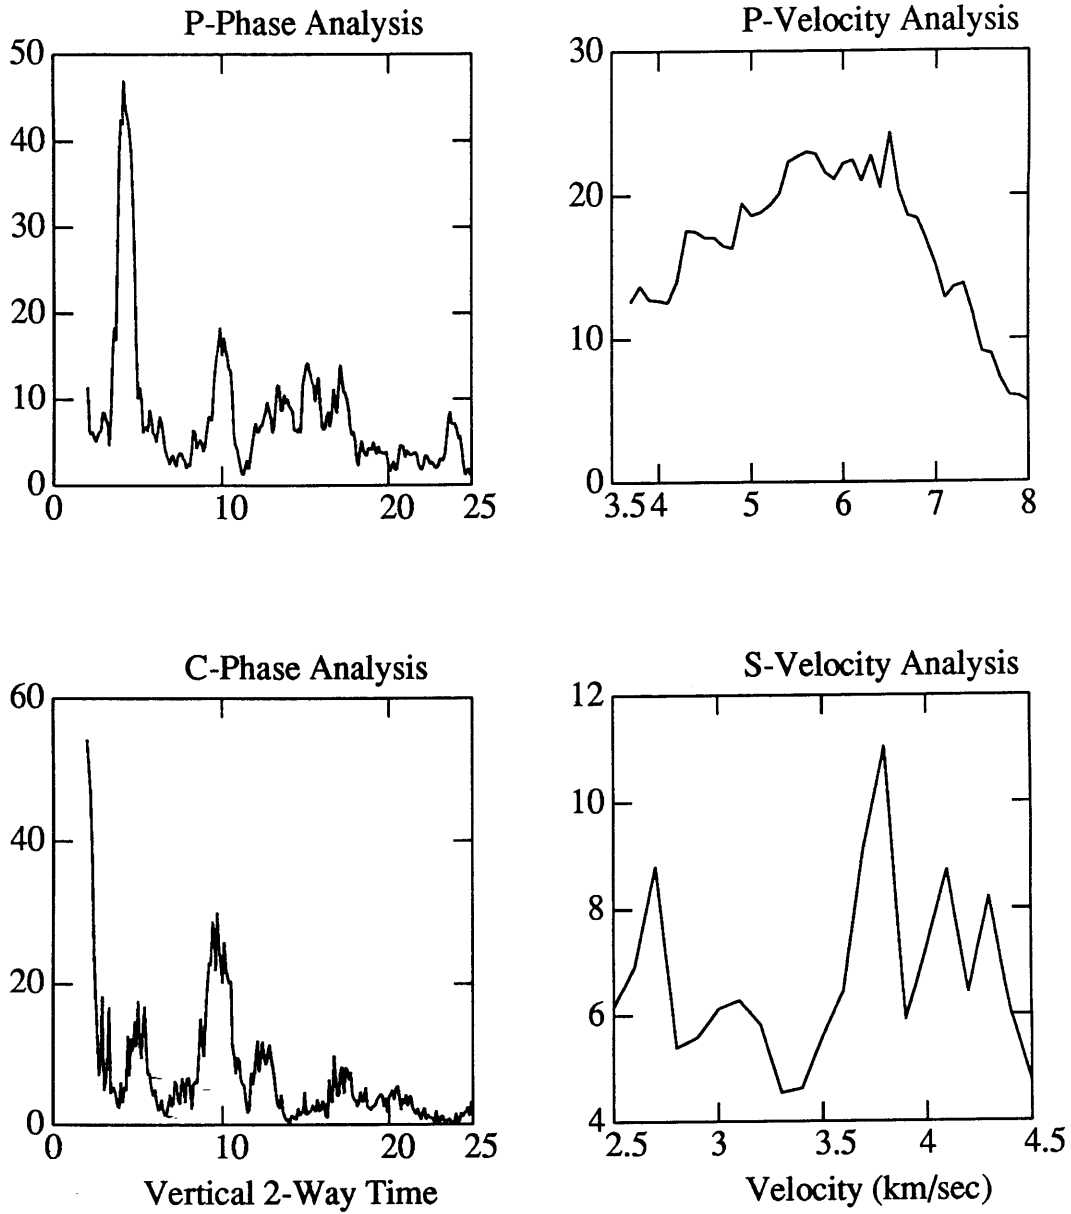 P-Phase Analysis
50
40
30
20
10
0
0 10 20 25
P-Velocity Analysis
30
20
10
0
3.5 4 5 6 7 8
C-Phase Analysis
60
40
20
0
0 10 20 25
Vertical 2-Way Time
S-Velocity Analysis
12
10
8
6
4
2.5 3 3.5 4 4.5
Velocity (km/sec)